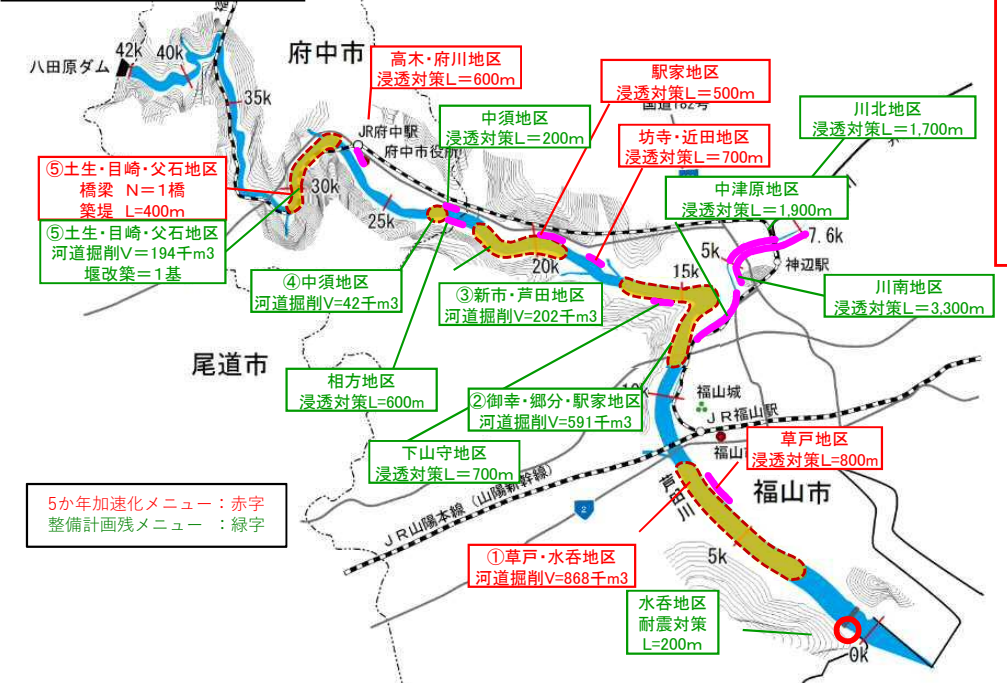 42k
40k
八田原ダム
35k
府中市
高木・府川地区
浸透対策L=600m
駅家地区
浸透対策L=500m
川北地区
浸透対策L=1,700m
中須地区
浸透対策L=200m
坊寺・近田地区
浸透対策L=700m
JR府中駅
府中市役所
⑤土生・目崎・父石地区
橋梁 N=1橋
築堤 L=400m
⑤土生・目崎・父石地区
河道掘削V=194千m3
堰改築=1基
30k
25k
中津原地区
浸透対策L=1,900m
7.6k
5k
神辺駅
20k
15k
④中須地区
河道掘削V=42千m3
③新市・芦田地区
河道掘削V=202千m3
川南地区
浸透対策L=3,300m
尾道市
相方地区
浸透対策L=600m
②御幸・郷分・駅家地区
河道掘削V=591千m3
福山城
JR福山駅
下山守地区
浸透対策L=700m
草戸地区
浸透対策L=800m
福山市
5か年加速化メニュー:赤字
整備計画残メニュー :緑字
JR山陽本線(山陽新幹線)
2
芦田川
①草戸・水呑地区
河道掘削V=868千m3
5k
水呑地区
耐震対策
L=200m
0k